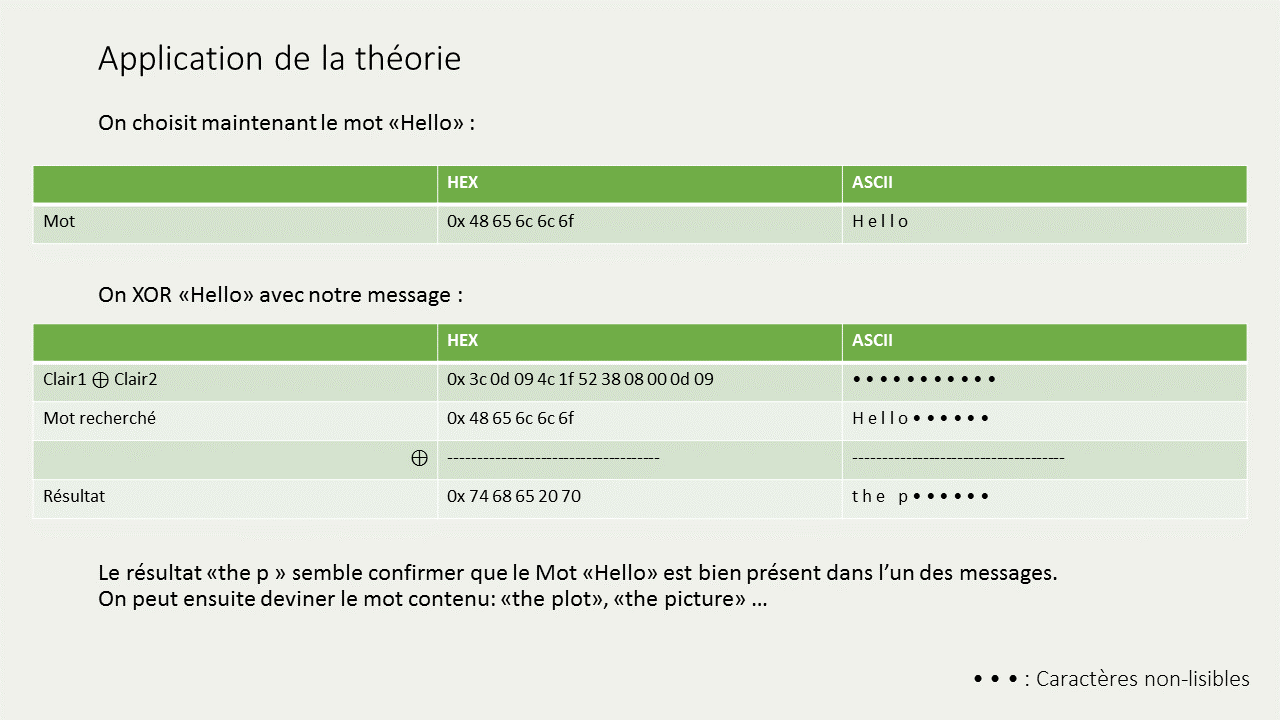 Application de la théorie
On choisit maintenant le mot «Hello» :
HEX ASCII
Mot 0x 48 65 6c 6c 6f H e l l o
On XOR «Hello» avec notre message :
HEX ASCII
Clair1 ⊕ Clair2 0x 3c 0d 09 4c 1f 52 38 08 00 0d 09 • • • • • • • • • • •
Mot recherché 0x 48 65 6c 6c 6f H e l l o • • • • • •
⊕ ------------------------------------ ------------------------------------
Résultat 0x 74 68 65 20 70 t h e p • • • • • •
Le résultat «the p » semble confirmer que le Mot «Hello» est bien présent dans l’un des messages.
On peut ensuite deviner le mot contenu: «the plot», «the picture» …
• • • : Caractères non-lisibles